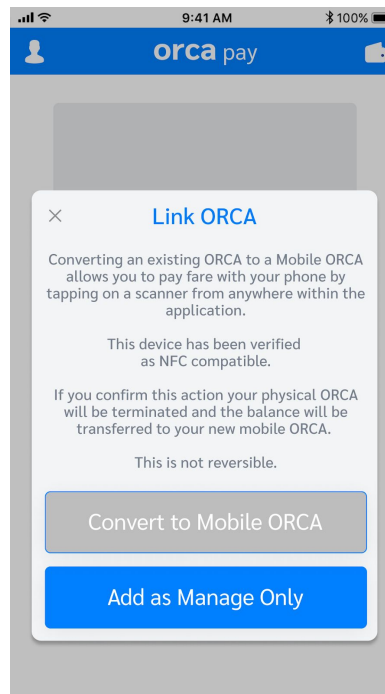 9:41 AM 100%
orca pay
Link ORCA
Converting an existing ORCA to a Mobile ORCA
allows you to pay fare with your phone by
tapping on a scanner from anywhere within the
application.
This device has been verified
as NFC compatible.
If you confirm this action your physical ORCA
will be terminated and the balance will be
transferred to your new mobile ORCA.
This is not reversible.
Convert to Mobile ORCA
Add as Manage Only